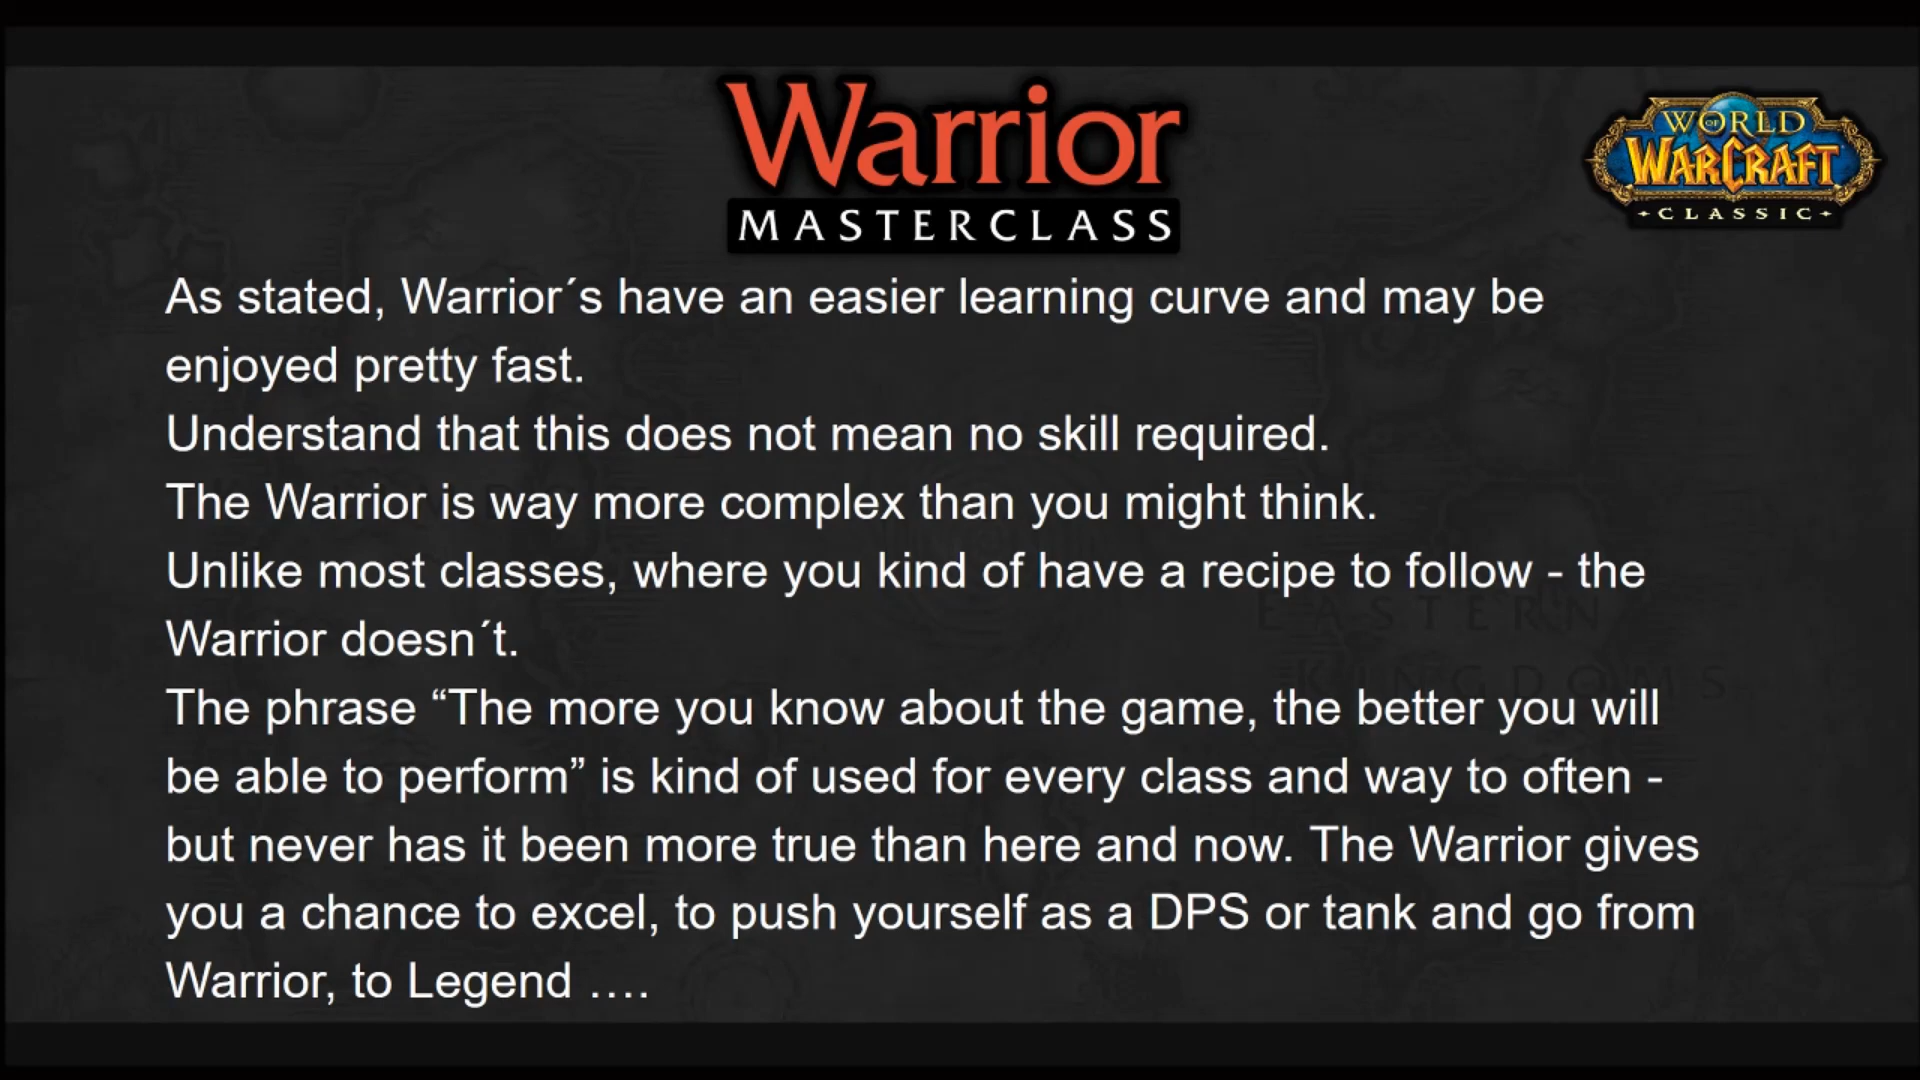 Warrior
MASTERCLASS
WORLD OF
WARCRAFT
CLASSIC
As stated, Warrior´s have an easier learning curve and may be
enjoyed pretty fast.
Understand that this does not mean no skill required.
The Warrior is way more complex than you might think.
Unlike most classes, where you kind of have a recipe to follow - the
Warrior doesn´t.
EASTERN
KINGDOMS
The phrase “The more you know about the game, the better you will
be able to perform” is kind of used for every class and way to often -
but never has it been more true than here and now. The Warrior gives
you a chance to excel, to push yourself as a DPS or tank and go from
Warrior, to Legend ….